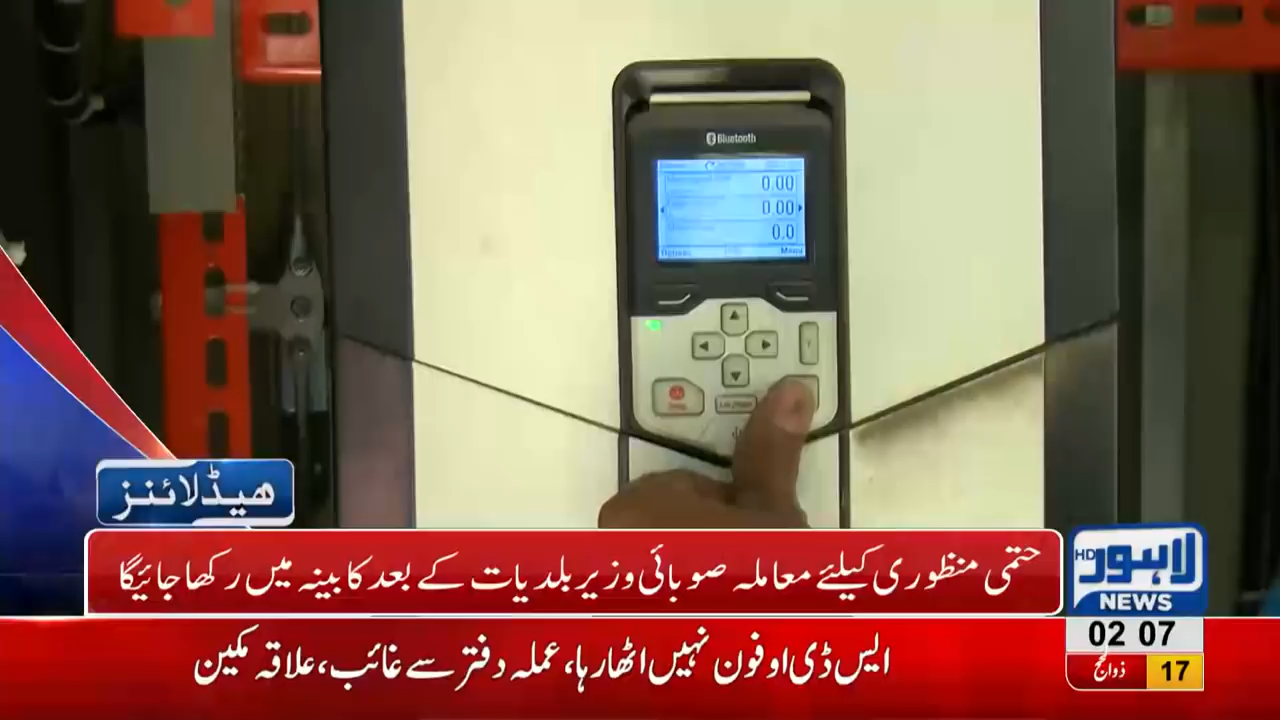 Bluetooth
0.00
0.00
0.0
Options Menu
ھیڈلائنز
حتمی منظوری کیلئے معاملہ صوبائی وزیر بلدیات کے بعد کابینہ میں رکھا جائیگا
HD لاہور
NEWS
02 07
ذوالحج 17
ایس ڈی او فون نہیں اٹھا رہا، عملہ دفتر سے غائب، علاقہ مکین